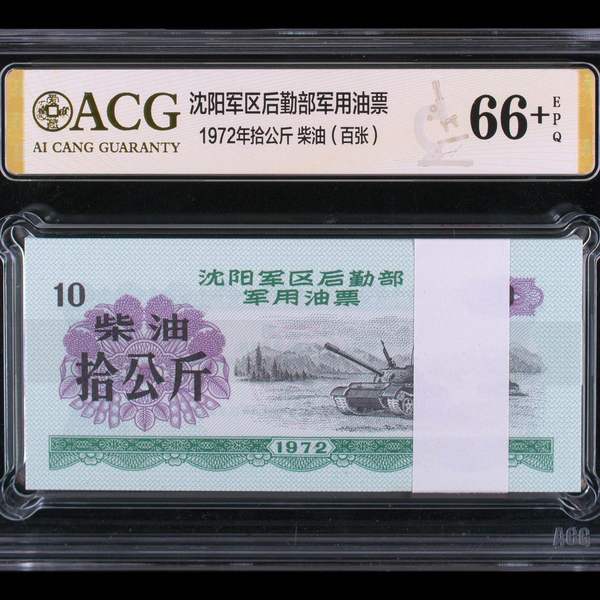 ACG
AI CANG GUARANTY
沈阳军区后勤部军用油票
1972年拾公斤 柴油（百张）
66+
EPQ
沈阳军区后勤部
军用油票
10
柴油
拾公斤
1972
ACG